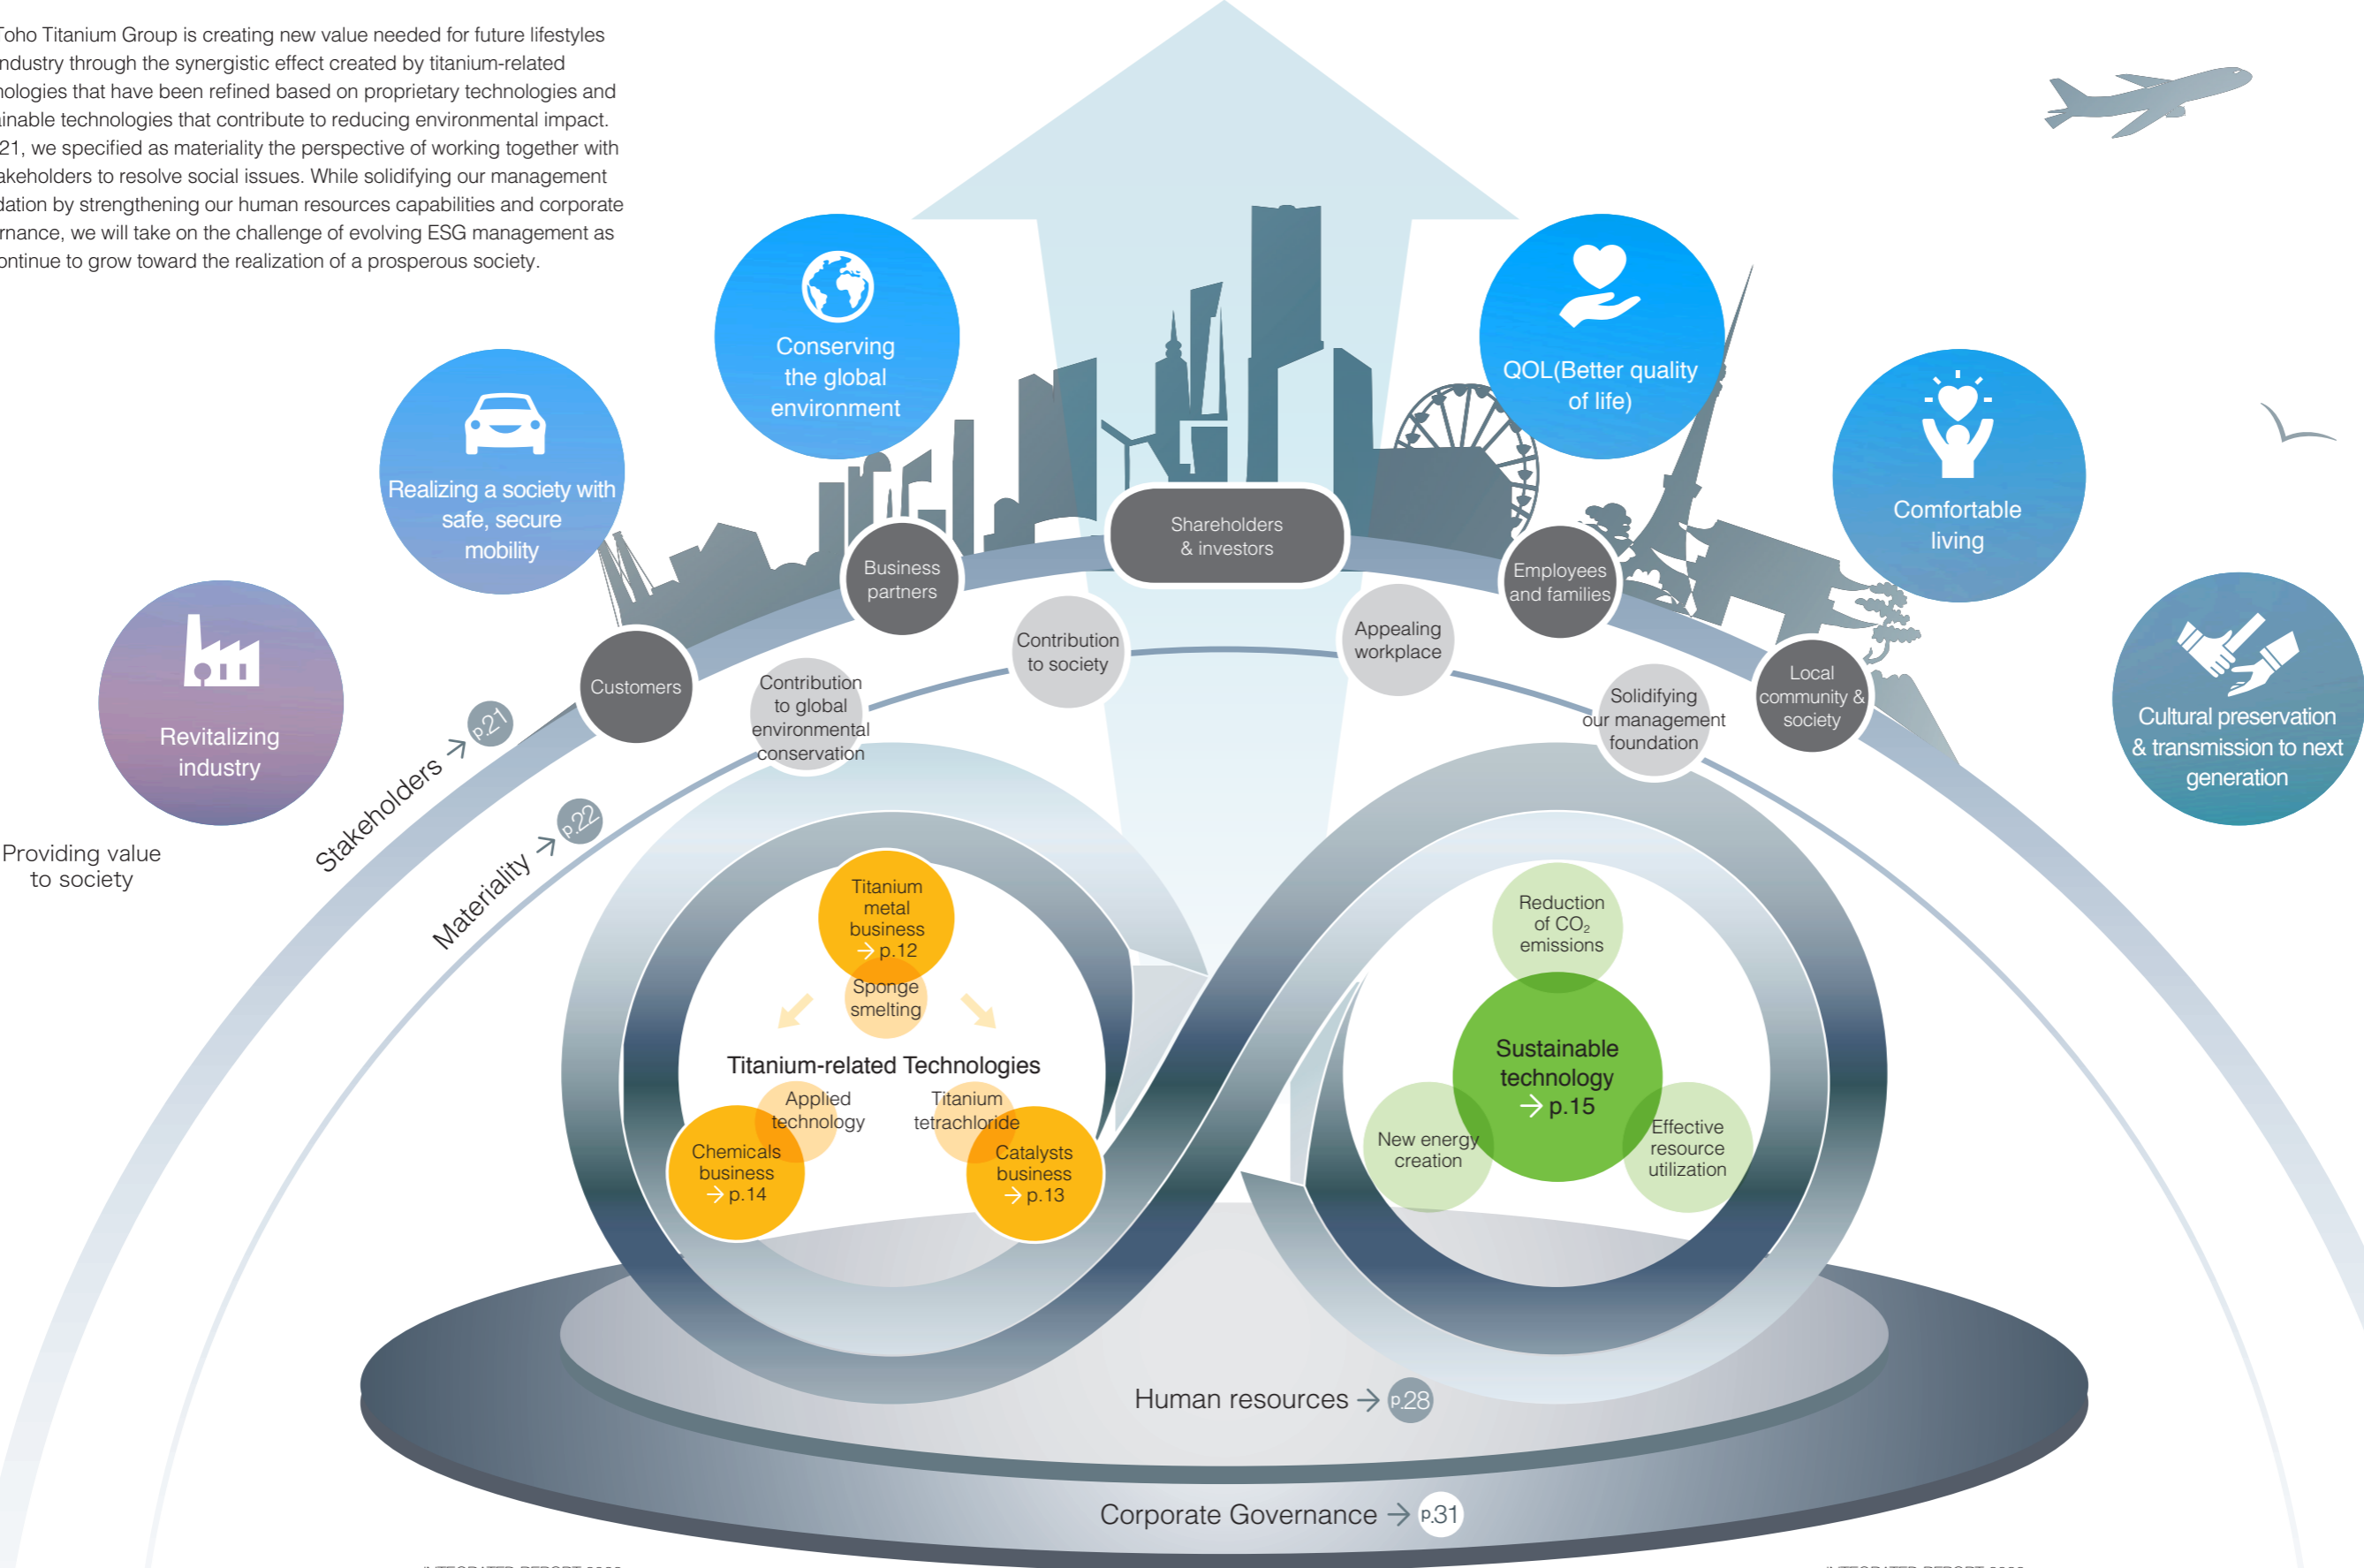 Toho Titanium Group is creating new value needed for future lifestyles
industry through the synergistic effect created by titanium-related
nologies that have been refined based on proprietary technologies and
ainable technologies that contribute to reducing environmental impact.
21, we specified as materiality the perspective of working together with
akeholders to resolve social issues. While solidifying our management
dation by strengthening our human resources capabilities and corporate
rnance, we will take on the challenge of evolving ESG management as
ontinue to grow toward the realization of a prosperous society.
Conserving
the global
environment
QOL(Better quality
of life)
Realizing a society with
safe, secure
mobility
Comfortable
living
Revitalizing
industry
Cultural preservation
& transmission to next
generation
Providing value
to society
Stakeholders → p.21
Customers
Business
partners
Shareholders
& investors
Employees
and families
Local
community &
society
Materiality → p.22
Contribution
to global
environmental
conservation
Contribution
to society
Appealing
workplace
Solidifying
our management
foundation
Titanium
metal
business
→ p.12
Sponge
smelting
Titanium-related Technologies
Applied
technology
Titanium
tetrachloride
Chemicals
business
→ p.14
Catalysts
business
→ p.13
Reduction
of CO₂
emissions
Sustainable
technology
→ p.15
New energy
creation
Effective
resource
utilization
Human resources → p.28
Corporate Governance → p.31